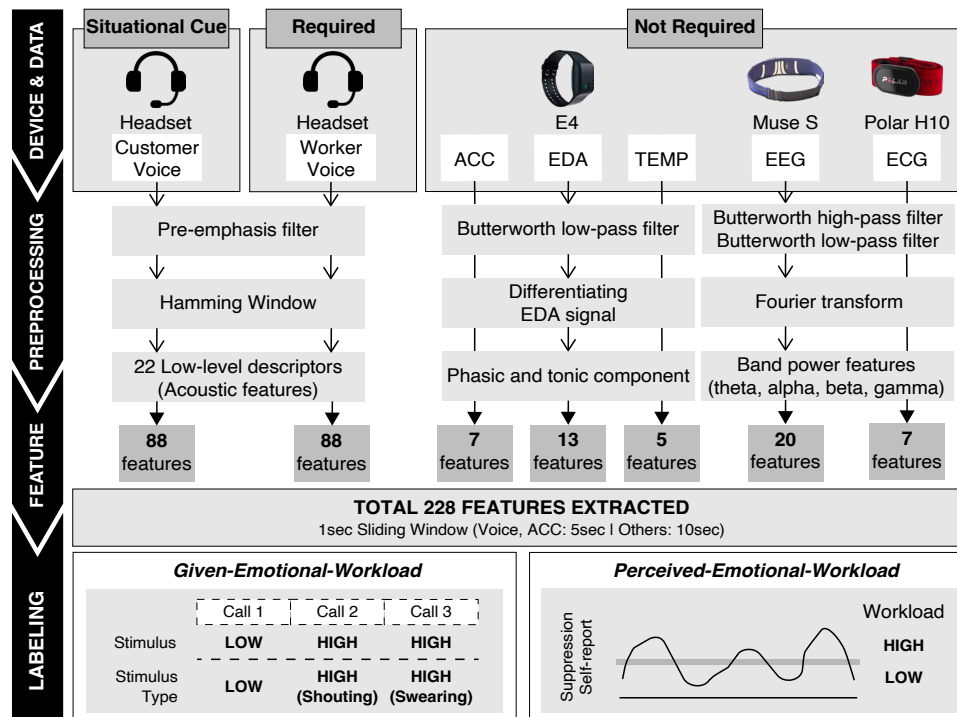 DEVICE & DATA
Situational Cue
Required
Not Required
Headset
Customer
Voice
Headset
Worker
Voice
E4
Muse S
POLAR
Polar H10
ACC
EDA
TEMP
EEG
ECG
PREPROCESSING
Pre-emphasis filter
Butterworth low-pass filter
Butterworth high-pass filter
Butterworth low-pass filter
Hamming Window
Differentiating
EDA signal
Fourier transform
22 Low-level descriptors
(Acoustic features)
Phasic and tonic component
Band power features
(theta, alpha, beta, gamma)
FEATURE
88
features
88
features
7
features
13
features
5
features
20
features
7
features
TOTAL 228 FEATURES EXTRACTED
1sec Sliding Window (Voice, ACC: 5sec | Others: 10sec)
LABELING
Given-Emotional-Workload
Call 1 Call 2 Call 3
Stimulus LOW HIGH HIGH
Stimulus
Type
LOW
HIGH
(Shouting)
HIGH
(Swearing)
Perceived-Emotional-Workload
Suppression
Self-report
Workload
HIGH
LOW